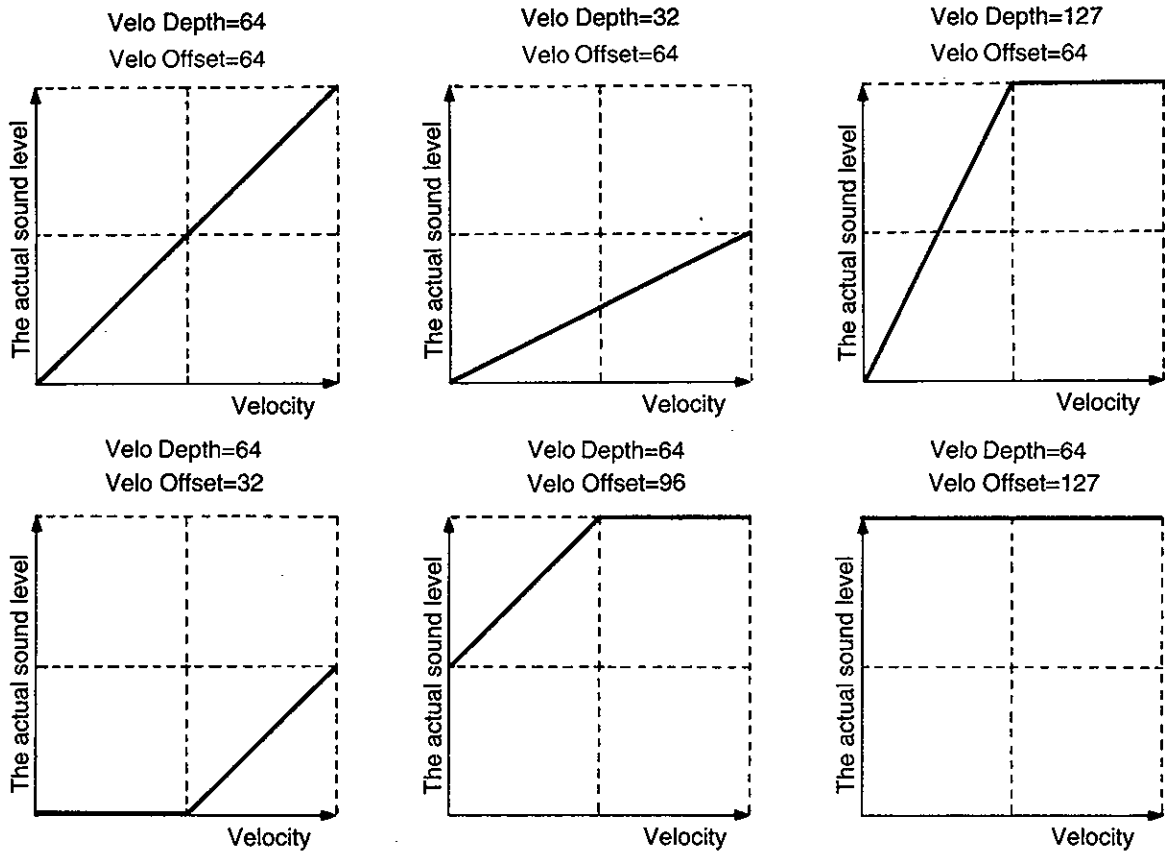 Velo Depth=64
Velo Offset=64
The actual sound level
Velocity
Velo Depth=32
Velo Offset=64
The actual sound level
Velocity
Velo Depth=127
Velo Offset=64
The actual sound level
Velocity
Velo Depth=64
Velo Offset=32
The actual sound level
Velocity
Velo Depth=64
Velo Offset=96
The actual sound level
Velocity
Velo Depth=64
Velo Offset=127
The actual sound level
Velocity